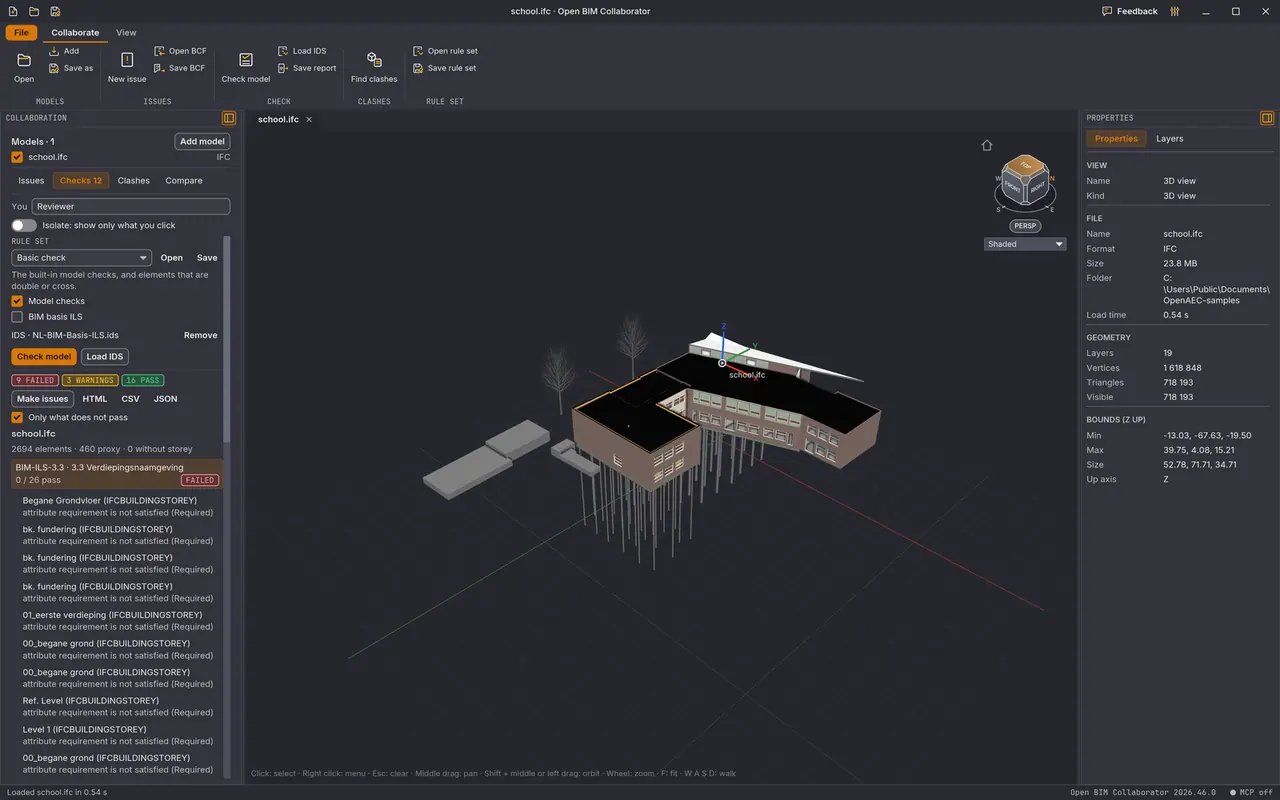 school.ifc · Open BIM Collaborator
Feedback
File
Collaborate
View
Open
Add
Save as
MODELS
New issue
Open BCF
Save BCF
ISSUES
Check model
Load IDS
Save report
CHECK
Find clashes
CLASHES
Open rule set
Save rule set
RULE SET
COLLABORATION
Models · 1
Add model
school.ifc
IFC
Issues
Checks 12
Clashes
Compare
You
Reviewer
Isolate: show only what you click
RULE SET
Basic check
Open
Save
The built-in model checks, and elements that are
double or cross.
Model checks
BIM basis ILS
IDS · NL-BIM-Basis-ILS.ids
Remove
Check model
Load IDS
9 FAILED
3 WARNINGS
16 PASS
Make issues
HTML
CSV
JSON
Only what does not pass
school.ifc
2694 elements · 460 proxy · 0 without storey
BIM-ILS-3.3 · 3.3 Verdiepingsnaamgeving
0 / 26 pass
FAILED
Begane Grondvloer (IFCBUILDINGSTOREY)
attribute requirement is not satisfied (Required)
bk. fundering (IFCBUILDINGSTOREY)
attribute requirement is not satisfied (Required)
bk. fundering (IFCBUILDINGSTOREY)
attribute requirement is not satisfied (Required)
bk. fundering (IFCBUILDINGSTOREY)
attribute requirement is not satisfied (Required)
01_eerste verdieping (IFCBUILDINGSTOREY)
attribute requirement is not satisfied (Required)
00_begane grond (IFCBUILDINGSTOREY)
attribute requirement is not satisfied (Required)
00_begane grond (IFCBUILDINGSTOREY)
attribute requirement is not satisfied (Required)
Ref. Level (IFCBUILDINGSTOREY)
attribute requirement is not satisfied (Required)
Level 1 (IFCBUILDINGSTOREY)
attribute requirement is not satisfied (Required)
00_begane grond (IFCBUILDINGSTOREY)
attribute requirement is not satisfied (Required)
school.ifc
Z
Y
school.ifc
TOP
FRONT
RIGHT
W
N
S
E
PERSP
Shaded
Click: select · Right click: menu · Esc: clear · Middle drag: pan · Shift + middle or left drag: orbit · Wheel: zoom · F: fit · W A S D: walk
PROPERTIES
Properties
Layers
VIEW
Name 3D view
Kind 3D view
FILE
Name school.ifc
Format IFC
Size 23.8 MB
Folder C:
\Users\Public\Documents\
OpenAEC-samples
Load time 0.54 s
GEOMETRY
Layers 19
Vertices 1 618 848
Triangles 718 193
Visible 718 193
BOUNDS (Z UP)
Min -13.03, -67.63, -19.50
Max 39.75, 4.08, 15.21
Size 52.78, 71.71, 34.71
Up axis Z
Loaded school.ifc in 0.54 s
Open BIM Collaborator 2026.46.0
MCP off